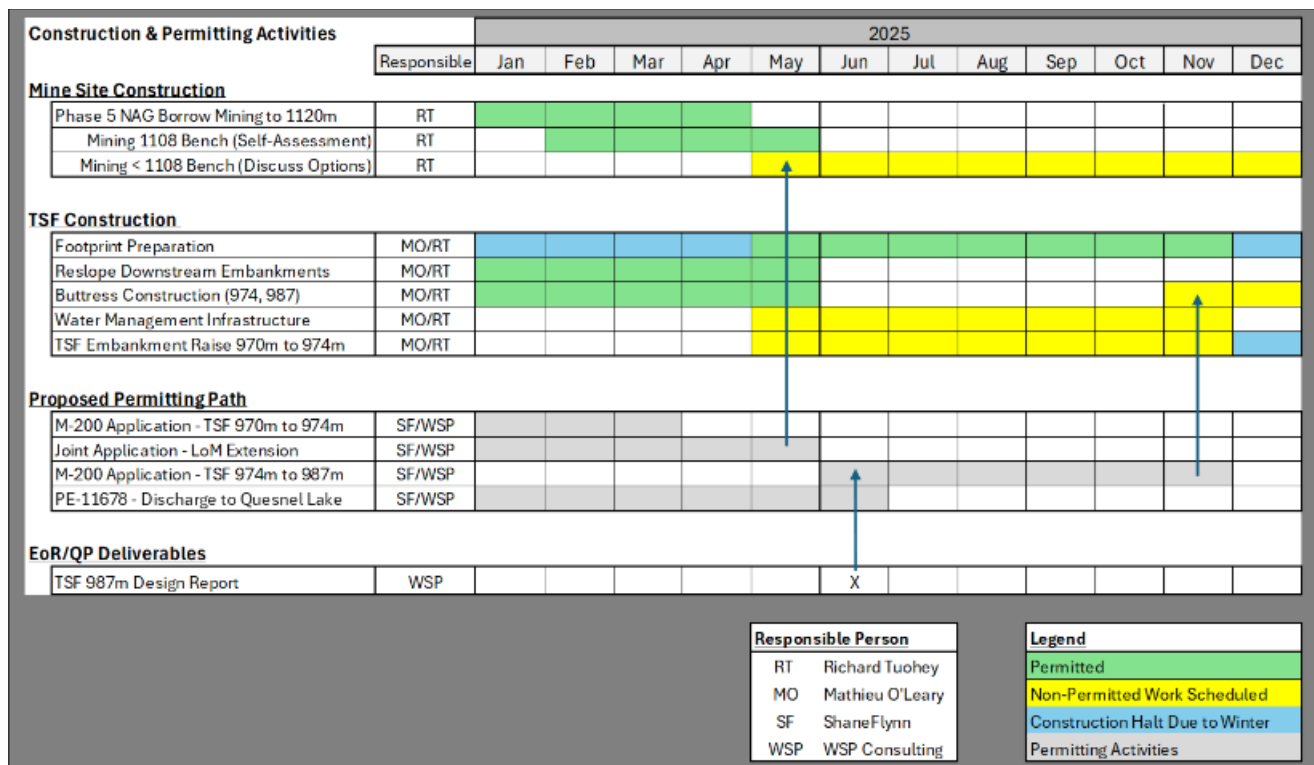 Construction & Permitting Activities 2025
Responsible Jan Feb Mar Apr May Jun Jul Aug Sep Oct Nov Dec
Mine Site Construction
Phase 5 NAG Borrow Mining to 1120m RT
Mining 1108 Bench (Self-Assessment) RT
Mining < 1108 Bench (Discuss Options) RT
TSF Construction
Footprint Preparation MO/RT
Reslope Downstream Embankments MO/RT
Buttress Construction (974, 987) MO/RT
Water Management Infrastructure MO/RT
TSF Embankment Raise 970m to 974m MO/RT
Proposed Permitting Path
M-200 Application - TSF 970m to 974m SF/WSP
Joint Application - LoM Extension SF/WSP
M-200 Application - TSF 974m to 987m SF/WSP
PE-11678 - Discharge to Quesnel Lake SF/WSP
EoR/QP Deliverables
TSF 987m Design Report WSP X
Responsible Person
RT Richard Tuohey
MO Mathieu O'Leary
SF ShaneFlynn
WSP WSP Consulting
Legend
Permitted
Non-Permitted Work Scheduled
Construction Halt Due to Winter
Permitting Activities